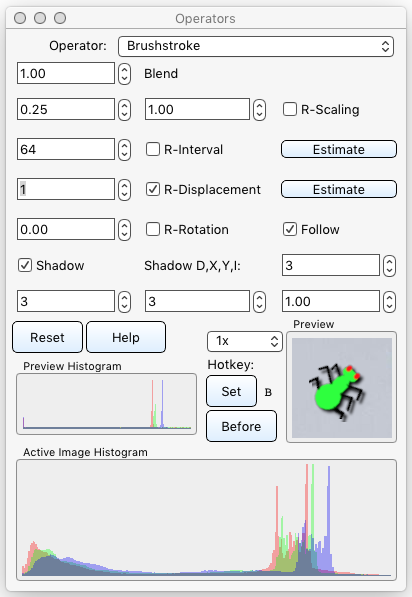 Operators
Operator: Brushstroke
1.00 Blend
0.25 1.00 R-Scaling
64 R-Interval Estimate
1 R-Displacement Estimate
0.00 R-Rotation Follow
Shadow Shadow D,X,Y,I: 3
3 3 1.00
Reset Help 1x Preview
Hotkey:
Preview Histogram
Set B
Before
Active Image Histogram